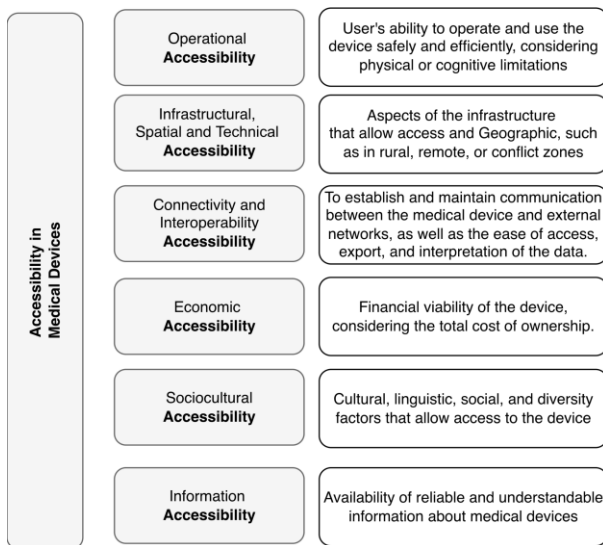 Accessibility in
Medical Devices
Operational
Accessibility
User's ability to operate and use the
device safely and efficiently, considering
physical or cognitive limitations
Infrastructural,
Spatial and Technical
Accessibility
Aspects of the infrastructure
that allow access and Geographic, such
as in rural, remote, or conflict zones
Connectivity and
Interoperability
Accessibility
To establish and maintain communication
between the medical device and external
networks, as well as the ease of access,
export, and interpretation of the data.
Economic
Accessibility
Financial viability of the device,
considering the total cost of ownership.
Sociocultural
Accessibility
Cultural, linguistic, social, and diversity
factors that allow access to the device
Information
Accessibility
Availability of reliable and understandable
information about medical devices